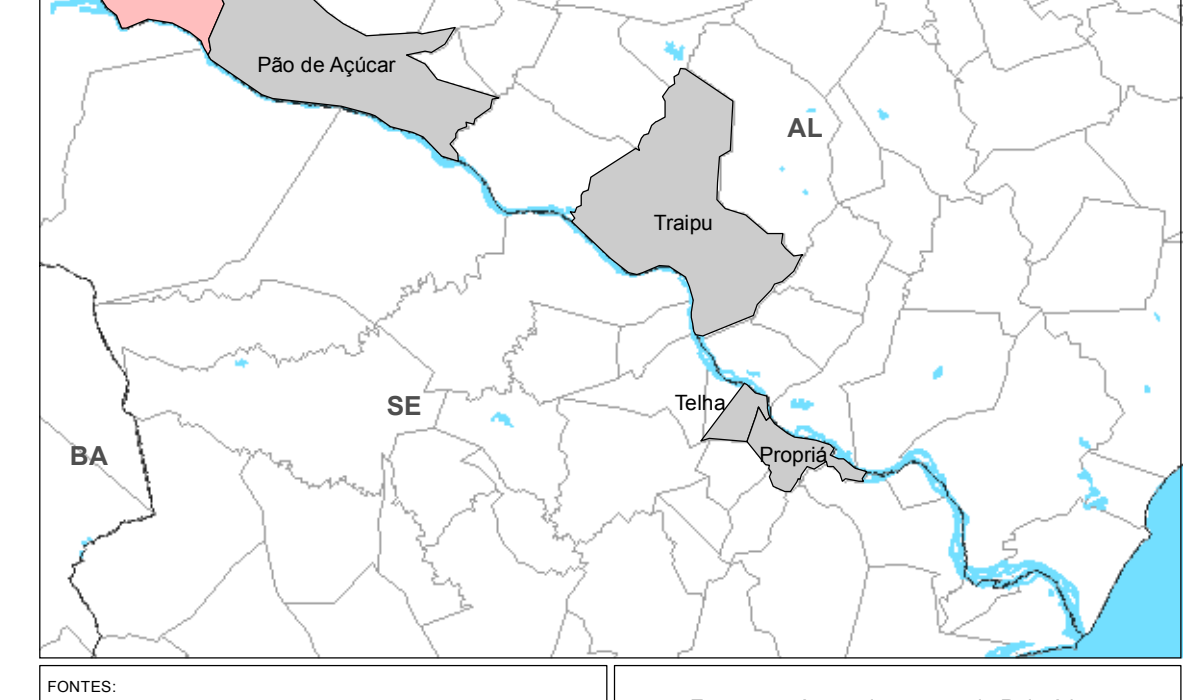 Pão de Açúcar
AL
Traipu
Telha
SE
Propriá
BA
FONTES: